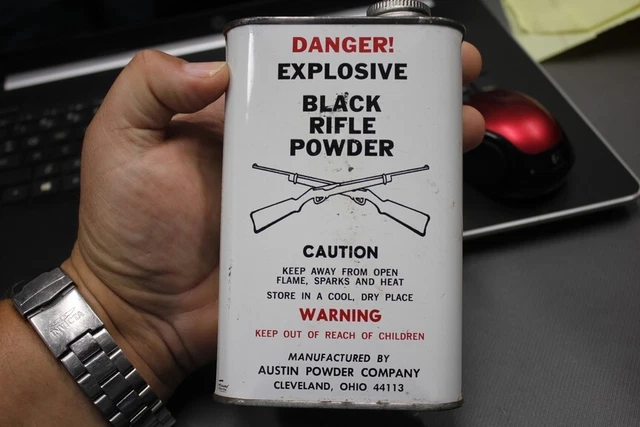 DANGER!
EXPLOSIVE
BLACK
RIFLE
POWDER
CAUTION
KEEP AWAY FROM OPEN
FLAME, SPARKS AND HEAT
STORE IN A COOL, DRY PLACE
WARNING
KEEP OUT OF REACH OF CHILDREN
MANUFACTURED BY
AUSTIN POWDER COMPANY
CLEVELAND, OHIO 44113
INVICTA